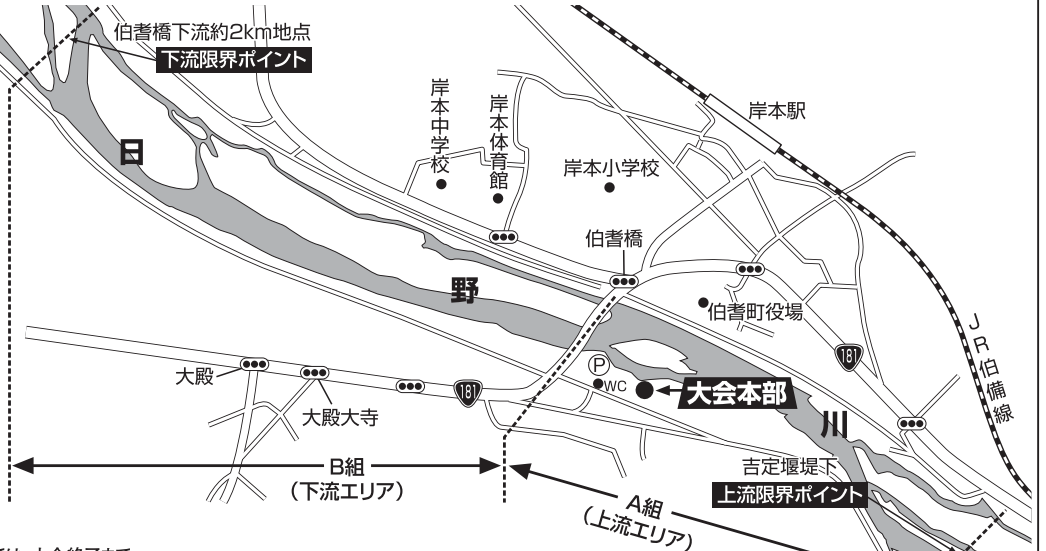 伯耆橋下流約2km地点
下流限界ポイント
日
野
川
岸本中学校
岸本体育館
岸本小学校
岸本駅
伯耆橋
伯耆町役場
JR伯備線
181
大殿
大殿大寺
181
P
WC
大会本部
B組
(下流エリア)
吉定堰堤下
上流限界ポイント
A組
(上流エリア)